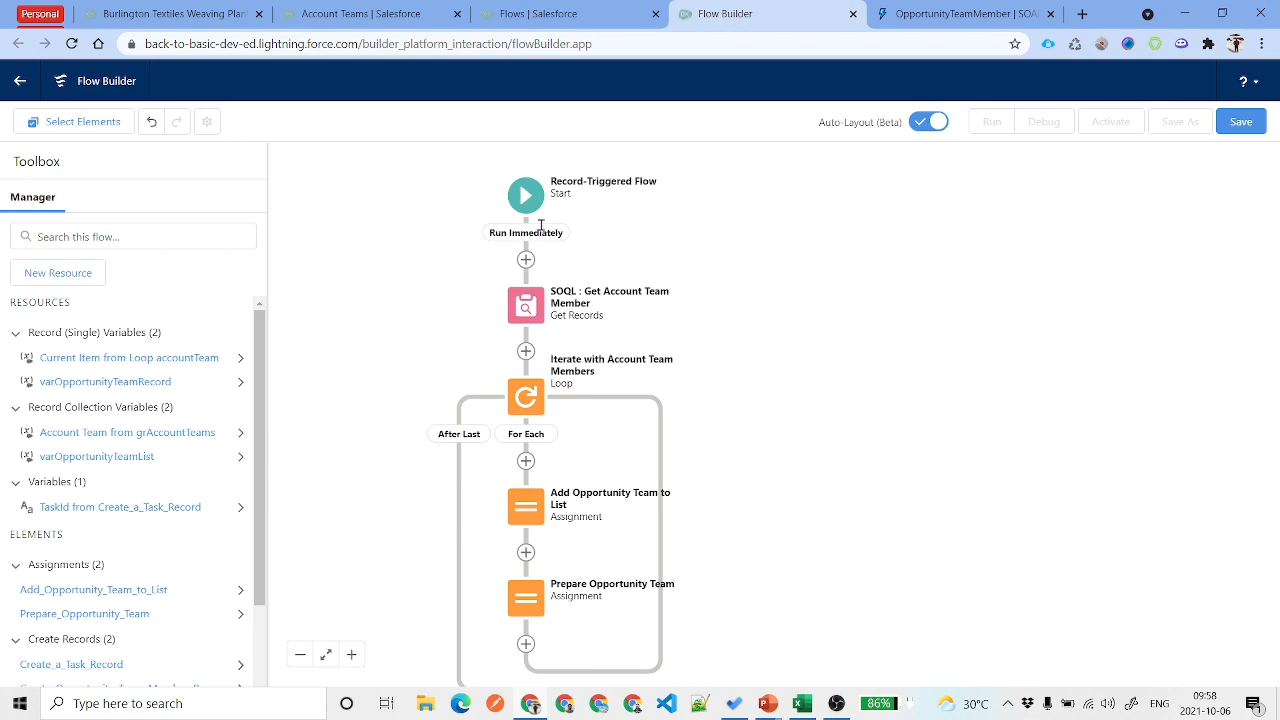 Personal
Burlington Textiles Weaving Plan
Account Teams | Salesforce
Flows | Salesforce
Flow Builder
OpportunityTeamMember | SOA
back-to-basic-dev-ed.lightning.force.com/builder_platform_interaction/flowBuilder.app
Flow Builder
?
Select Elements
Auto-Layout (Beta)
Run
Debug
Activate
Save As
Save
Toolbox
Manager
Search this flow...
New Resource
RESOURCES
Record (Single) Variables (2)
Current Item from Loop accountTeam
varOpportunityTeamRecord
Record Collection Variables (2)
Account Team from grAccountTeams
varOpportunityTeamList
Variables (1)
TaskId from Create_a_Task_Record
ELEMENTS
Assignments (2)
Add_Opportunity_Team_to_List
Prepare_Opportunity_Team
Create Records (2)
Create_a_Task_Record
Record-Triggered Flow
Start
Run Immediately
SOQL : Get Account Team
Member
Get Records
Iterate with Account Team
Members
Loop
After Last
For Each
Add Opportunity Team to
List
Assignment
Prepare Opportunity Team
Assignment
Type here to search
86%
30°C
ENG
09:58
2021-10-06